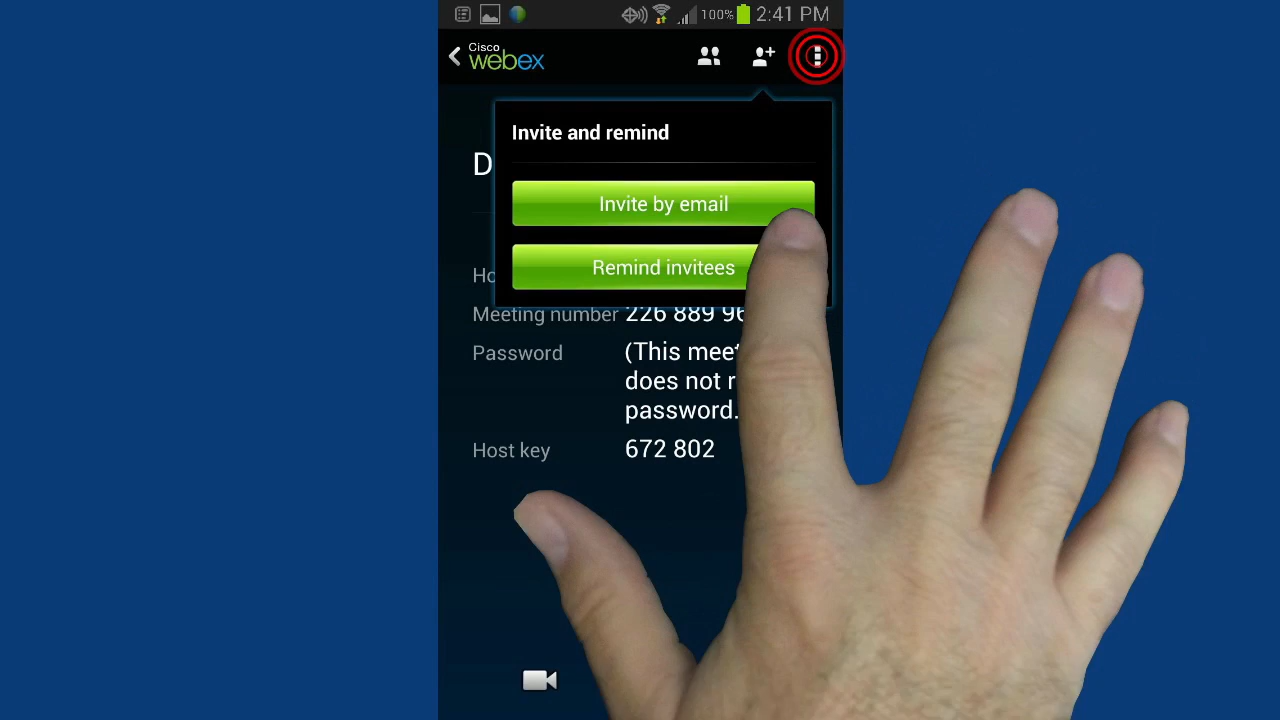 100% 2:41 PM
Cisco
webex
Invite and remind
D
Invite by email
Remind invitees
Ho
Meeting number 226 889 96
Password (This meet
does not r
password.
Host key 672 802